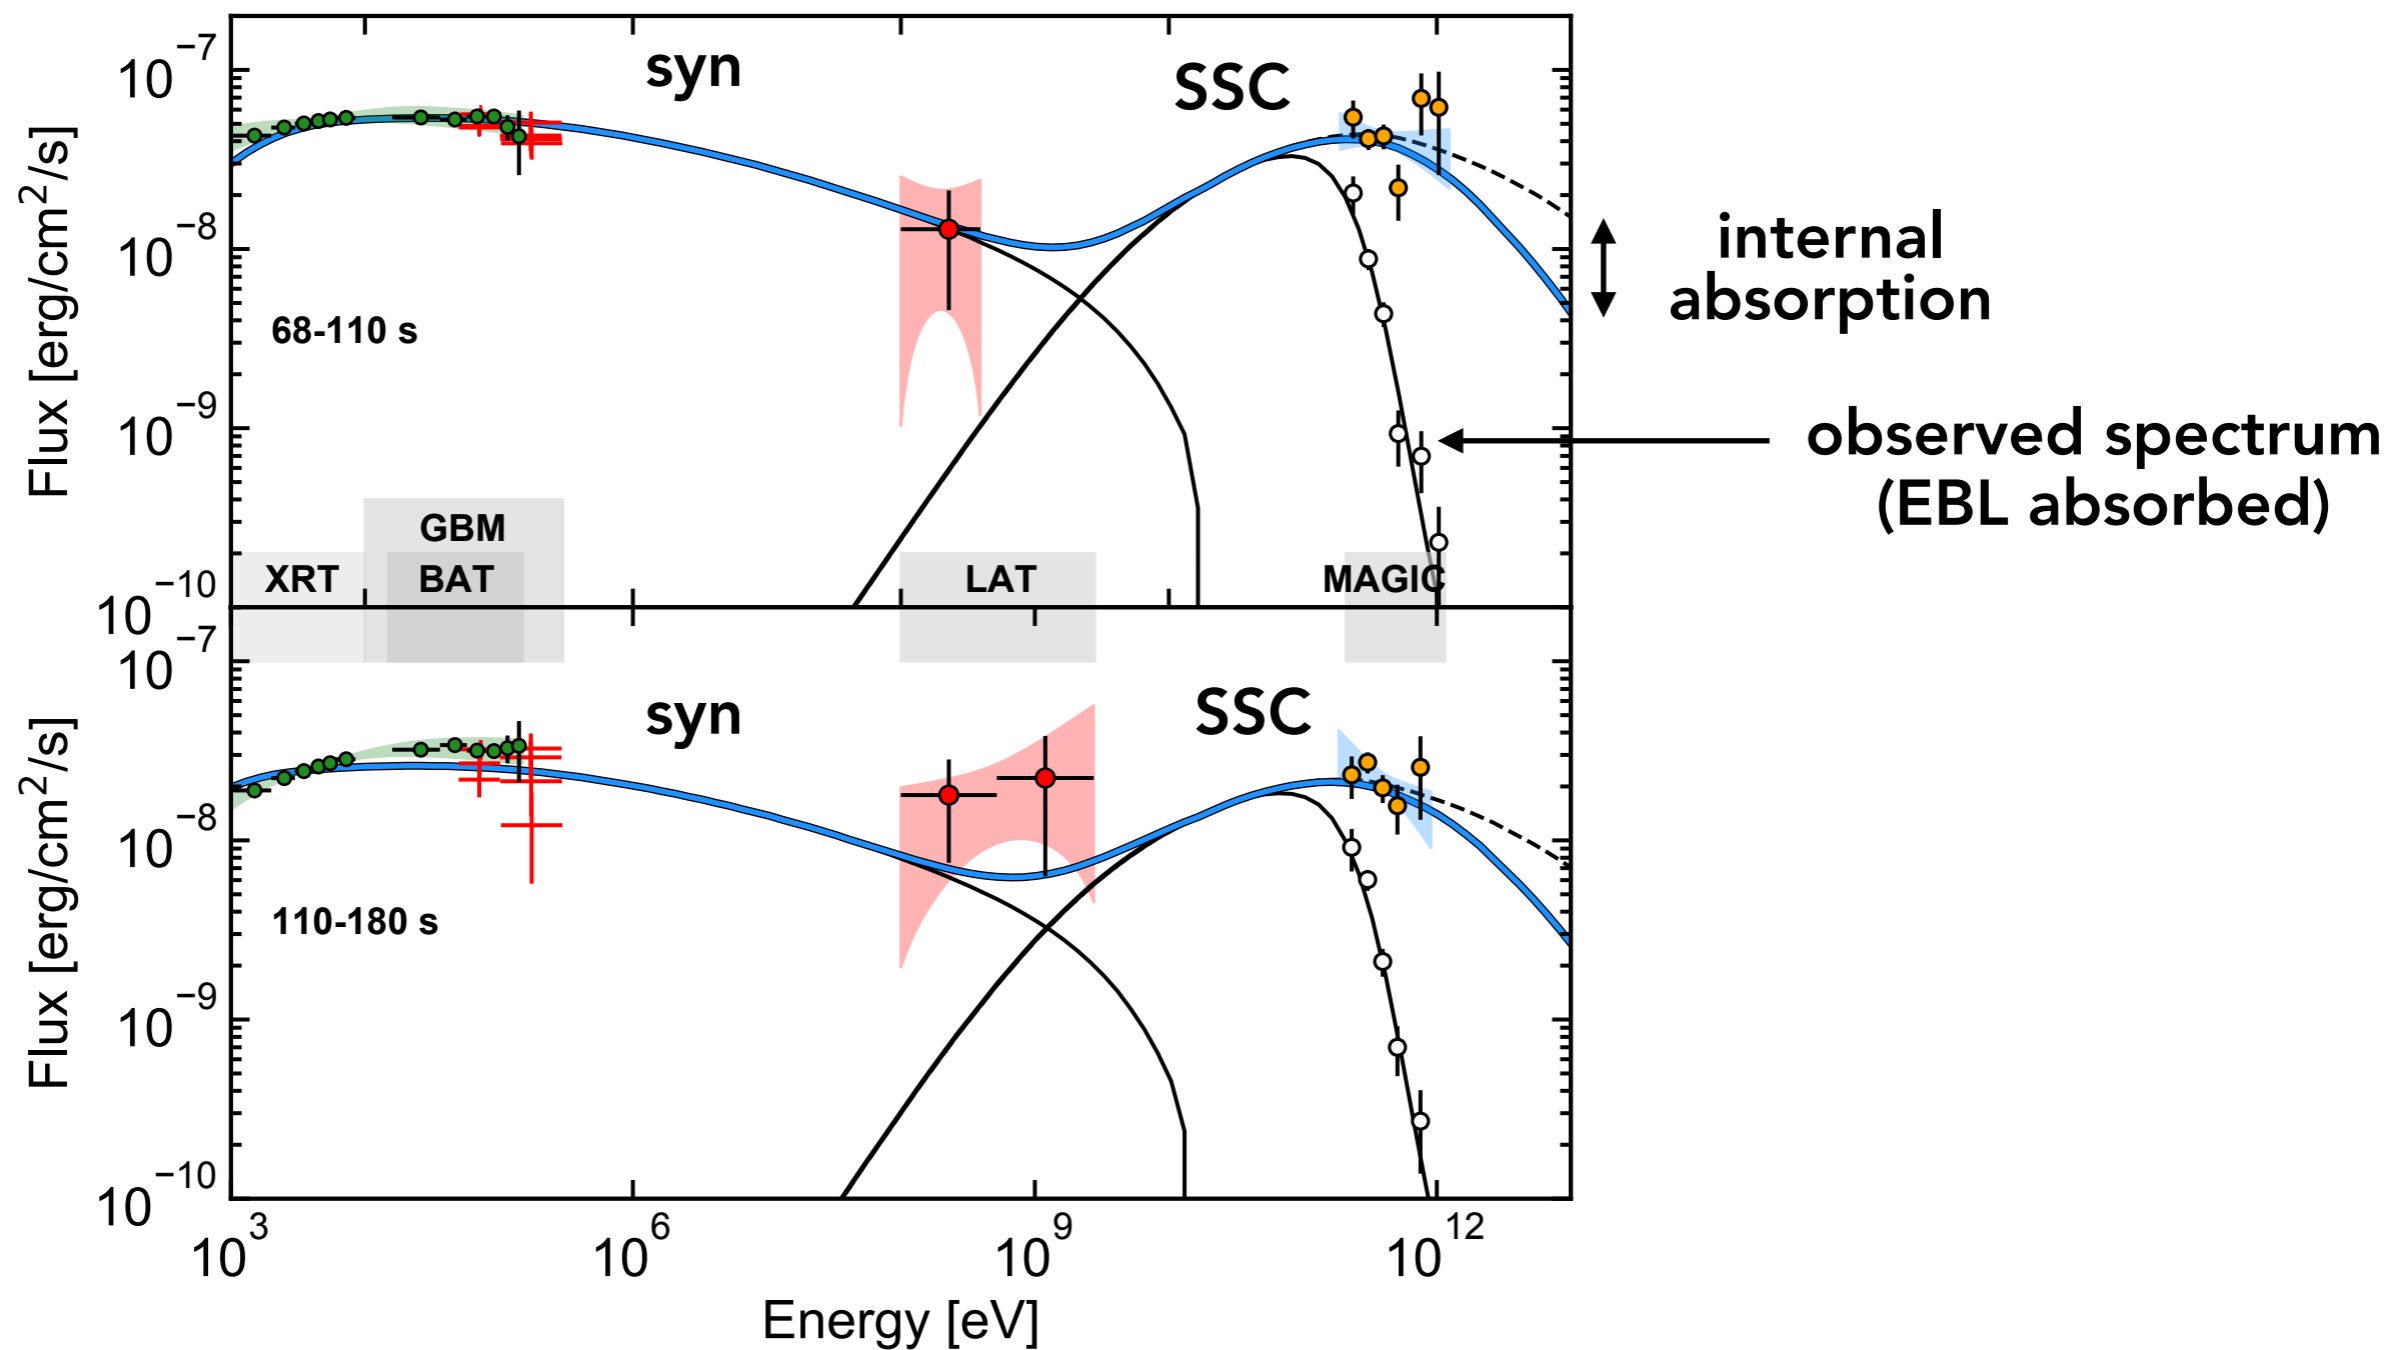 syn
SSC
10⁻⁷
10⁻⁸
10⁻⁹
10⁻¹⁰
Flux [erg/cm²/s]
68-110 s
internal
absorption
observed spectrum
(EBL absorbed)
GBM
XRT
BAT
LAT
MAGIC
syn
SSC
10⁻⁷
10⁻⁸
10⁻⁹
10⁻¹⁰
Flux [erg/cm²/s]
110-180 s
10³ 10⁶ 10⁹ 10¹²
Energy [eV]